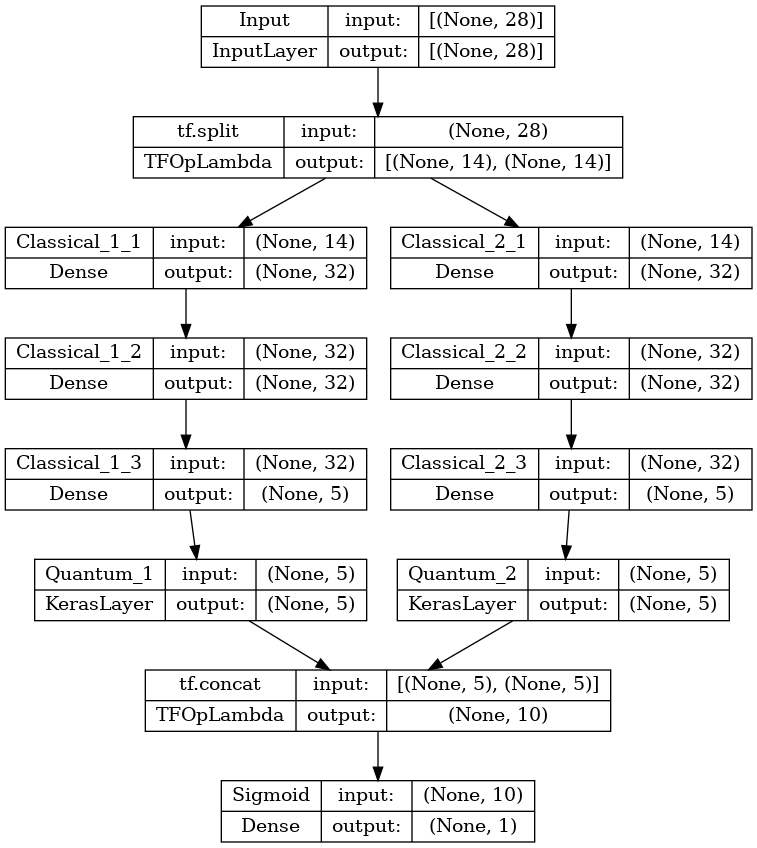 Input input: [(None, 28)]
InputLayer output: [(None, 28)]
tf.split input: (None, 28)
TFOpLambda output: [(None, 14), (None, 14)]
Classical_1_1 input: (None, 14)
Dense output: (None, 32)
Classical_2_1 input: (None, 14)
Dense output: (None, 32)
Classical_1_2 input: (None, 32)
Dense output: (None, 32)
Classical_2_2 input: (None, 32)
Dense output: (None, 32)
Classical_1_3 input: (None, 32)
Dense output: (None, 5)
Classical_2_3 input: (None, 32)
Dense output: (None, 5)
Quantum_1 input: (None, 5)
KerasLayer output: (None, 5)
Quantum_2 input: (None, 5)
KerasLayer output: (None, 5)
tf.concat input: [(None, 5), (None, 5)]
TFOpLambda output: (None, 10)
Sigmoid input: (None, 10)
Dense output: (None, 1)